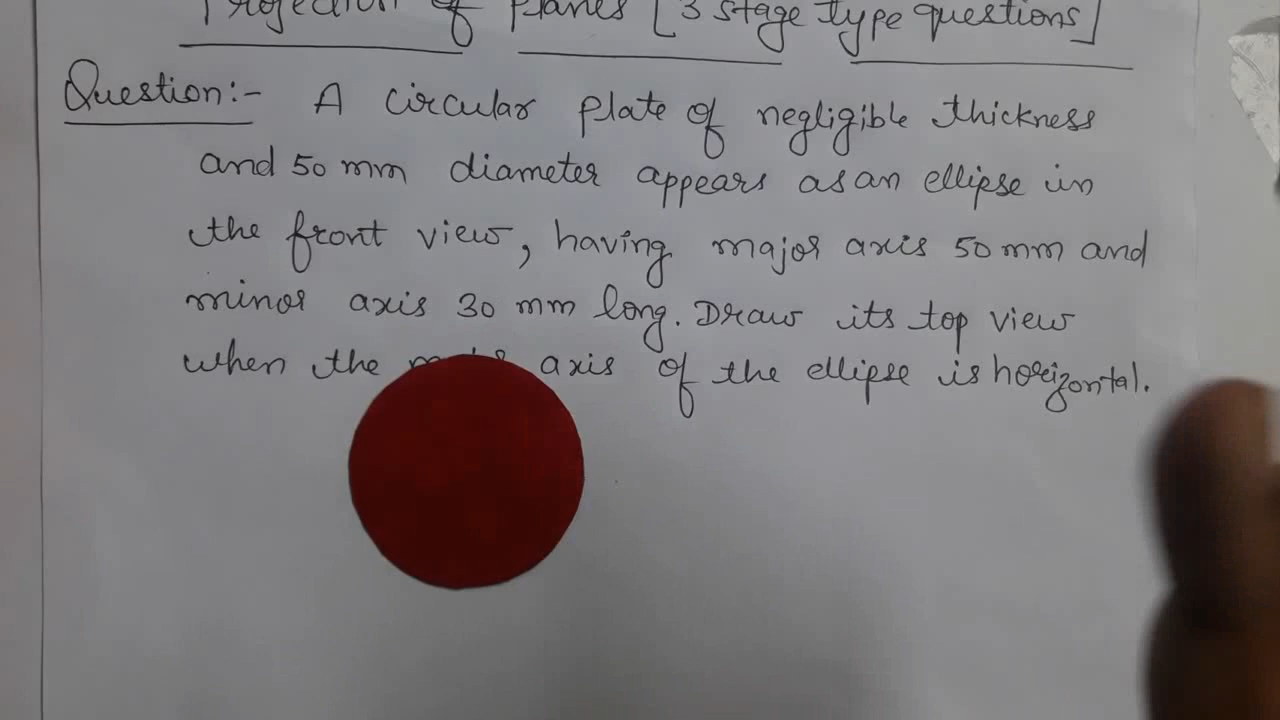 Projection of Planes [3 stage type questions]
Question:- A circular plate of negligible thickness
and 50 mm diameter appears as an ellipse in
the front view, having major axis 50 mm and
minor axis 30 mm long. Draw its top view
when the axis of the ellipse is horizontal.